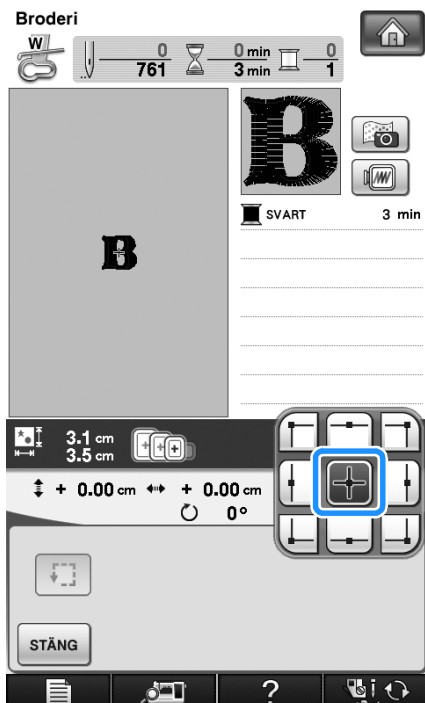 Broderi
W
0
761
0 min
3 min
0
1
B
SVART 3 min
B
3.1 cm
3.5 cm
+ 0.00 cm + 0.00 cm
0°
STÄNG
?